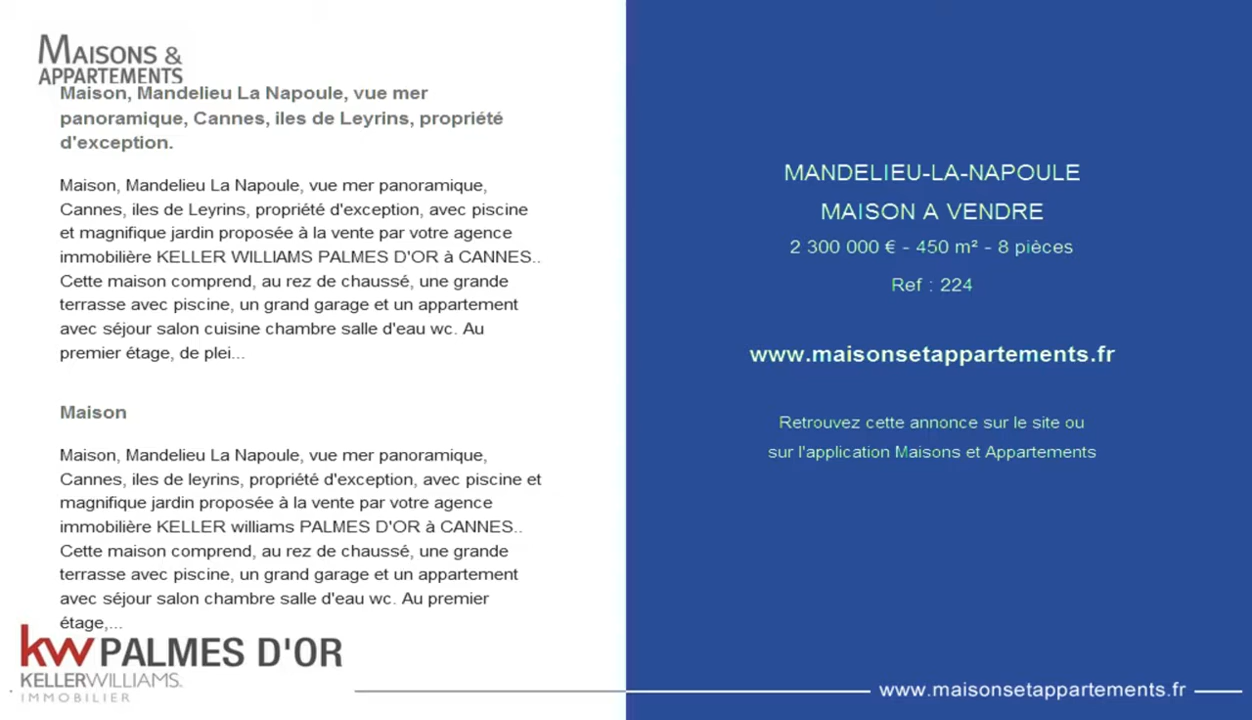 MAISONS &
APPARTEMENTS
Maison, Mandelieu La Napoule, vue mer
panoramique, Cannes, iles de Leyrins, propriété
d'exception.
Maison, Mandelieu La Napoule, vue mer panoramique,
Cannes, iles de Leyrins, propriété d'exception, avec piscine
et magnifique jardin proposée à la vente par votre agence
immobilière KELLER WILLIAMS PALMES D'OR à CANNES..
Cette maison comprend, au rez de chaussé, une grande
terrasse avec piscine, un grand garage et un appartement
avec séjour salon cuisine chambre salle d'eau wc. Au
premier étage, de plei...
Maison
Maison, Mandelieu La Napoule, vue mer panoramique,
Cannes, iles de leyrins, propriété d'exception, avec piscine et
magnifique jardin proposée à la vente par votre agence
immobilière KELLER williams PALMES D'OR à CANNES..
Cette maison comprend, au rez de chaussé, une grande
terrasse avec piscine, un grand garage et un appartement
avec séjour salon chambre salle d'eau wc. Au premier
étage,...
kw PALMES D'OR
KELLERWILLIAMS.
IMMOBILIER
MANDELIEU-LA-NAPOULE
MAISON A VENDRE
2 300 000 € - 450 m² - 8 pièces
Ref : 224
www.maisonsetappartements.fr
Retrouvez cette annonce sur le site ou
sur l'application Maisons et Appartements
www.maisonsetappartements.fr